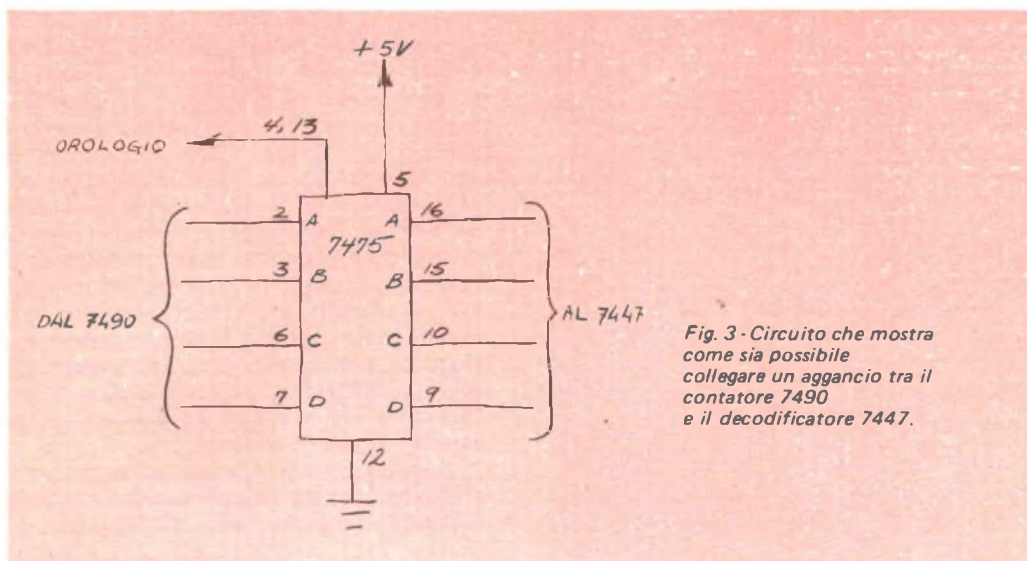 +5V
4, 13
OROLOGIO
5
2 A A 16
7475
3 B B 15
DAL 7490
AL 7447
6 C C 10
7 D D 9
12
Fig. 3 - Circuito che mostra
come sia possibile
collegare un aggancio tra il
contatore 7490
e il decodificatore 7447.